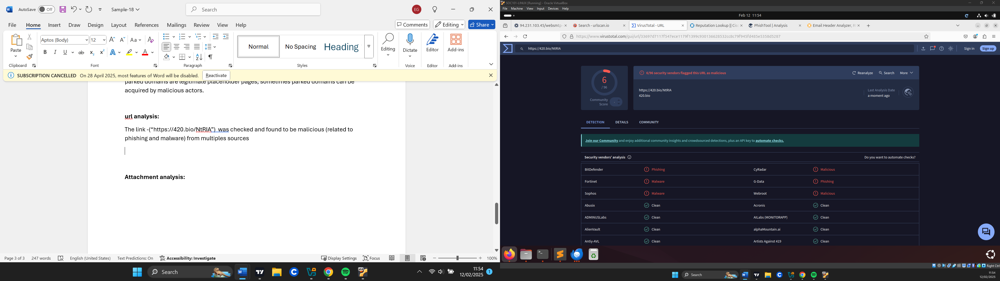 AutoSave Off Sample-18 Search EG
File Home Insert Draw Design Layout References Mailings Review View Help Comments Editing Share
Paste Aptos (Body) 12 Aa Normal No Spacing Heading Editing Dictate Editor Add-ins
Clipboard Font Paragraph Styles Voice Editor Add-ins
SUBSCRIPTION CANCELLED On 28 April 2025, most features of Word will be disabled. Reactivate
parked domains are legitimate placeholder pages, sometimes parked domains can be
acquired by malicious actors.
url analysis:
The link -(“https://420.bio/NtRIA”) was checked and found to be malicious (related to
phishing and malware) from multiples sources
Attachment analysis:
Page 3 of 3 247 words English (United States) Text Predictions: On Accessibility: Investigate Display Settings Focus 100%
Search 11:54
12/02/2025 1
SOC101-LINUX [Running] - Oracle VirtualBox
File Machine View Input Devices Help
Feb 12 11:54
94.231.103.45/websmtp- Search - urlscan.io VirusTotal - URL Reputation Lookup || Cisc PhishTool | Analysis Email Header Analyzer, R
https://www.virustotal.com/gui/url/33697d7117f547ece1179f1399c930136628532cc8c79f945fd485e5358d5287
https://420.bio/NtRIA Sign in Sign up
6/96 security vendors flagged this URL as malicious Reanalyze Search More
6
/ 96
Community
Score
https://420.bio/NtRIA
420.bio
Last Analysis Date
a moment ago
DETECTION DETAILS COMMUNITY
Join our Community and enjoy additional community insights and crowdsourced detections, plus an API key to automate checks.
Security vendors' analysis Do you want to automate checks?
BitDefender Phishing CyRadar Malicious
Fortinet Malware G-Data Phishing
Sophos Malware Webroot Malicious
Abusix Clean Acronis Clean
ADMINUSLabs Clean AILabs (MONITORAPP) Clean
AlienVault Clean alphaMountain.ai Clean
Antiy-AVL Clean Artists Against 419 Clean
Right Ctrl
Search 11:54
12/02/2025